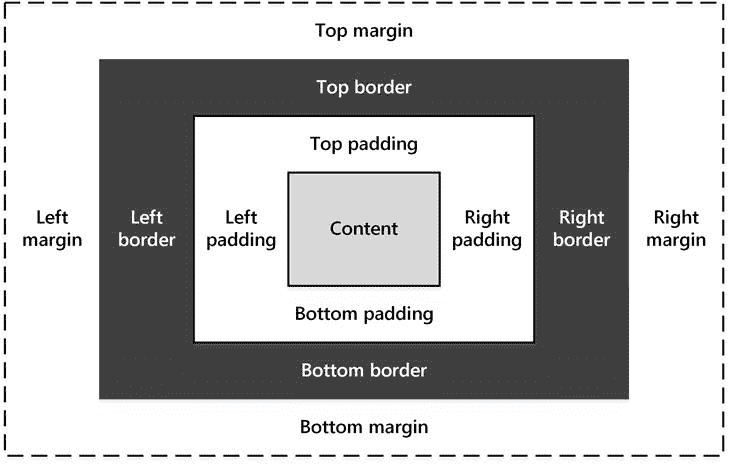 Top margin
Top border
Top padding
Left
margin
Left
border
Left
padding
Content
Right
padding
Right
border
Right
margin
Bottom padding
Bottom border
Bottom margin